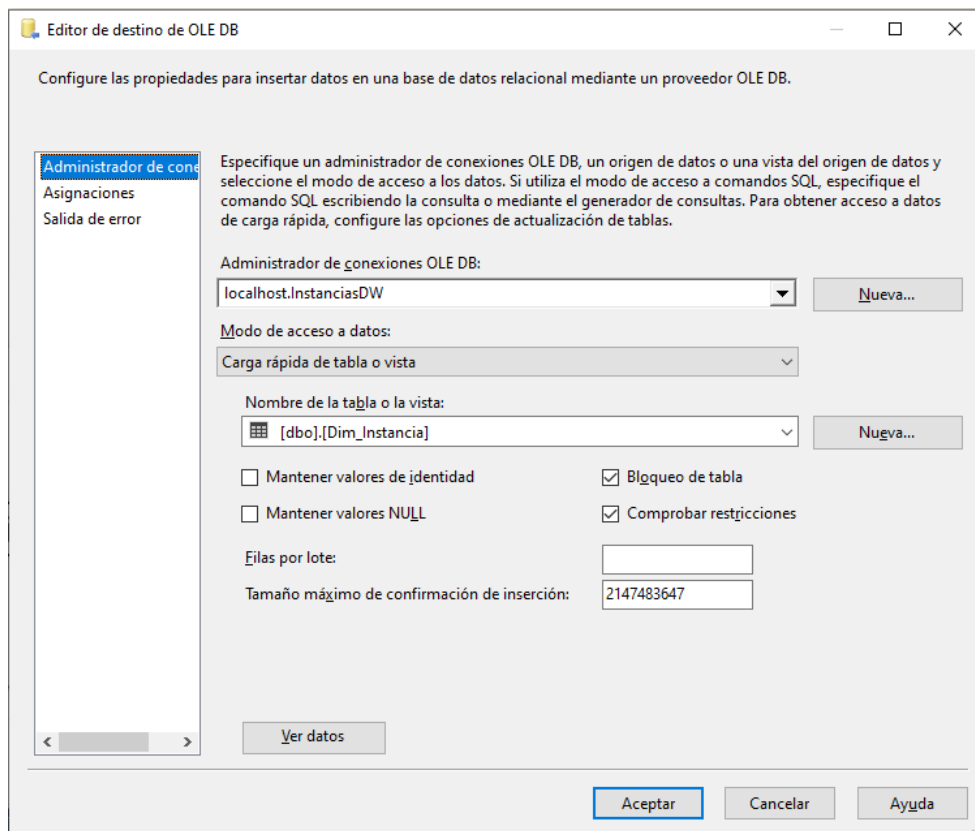 Editor de destino de OLE DB
Configure las propiedades para insertar datos en una base de datos relacional mediante un proveedor OLE DB.
Administrador de cone
Asignaciones
Salida de error
Especifique un administrador de conexiones OLE DB, un origen de datos o una vista del origen de datos y
seleccione el modo de acceso a los datos. Si utiliza el modo de acceso a comandos SQL, especifique el
comando SQL escribiendo la consulta o mediante el generador de consultas. Para obtener acceso a datos
de carga rápida, configure las opciones de actualización de tablas.
Administrador de conexiones OLE DB:
localhost.InstanciasDW
Nueva...
Modo de acceso a datos:
Carga rápida de tabla o vista
Nombre de la tabla o la vista:
[dbo].[Dim_Instancia]
Nueva...
Mantener valores de identidad
Bloqueo de tabla
Mantener valores NULL
Comprobar restricciones
Filas por lote:
Tamaño máximo de confirmación de inserción:
2147483647
Ver datos
Aceptar
Cancelar
Ayuda